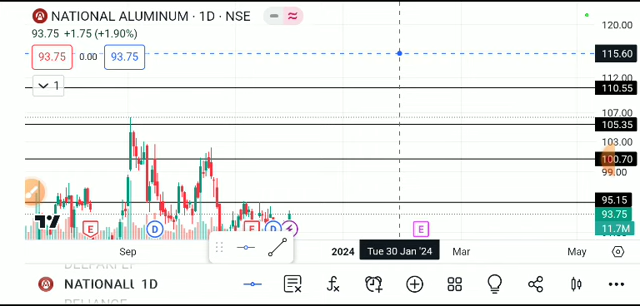 NATIONAL ALUMINUM · 1D · NSE
93.75 +1.75 (+1.90%)
93.75 0.00 93.75
1
120.00
115.60
112.00
110.55
107.00
105.35
103.00
100.70
99.00
95.15
93.75
11.7M
E D E D E
Sep 2024 Tue 30 Jan '24 Mar May
NATIONALU 1D
RELIANCE